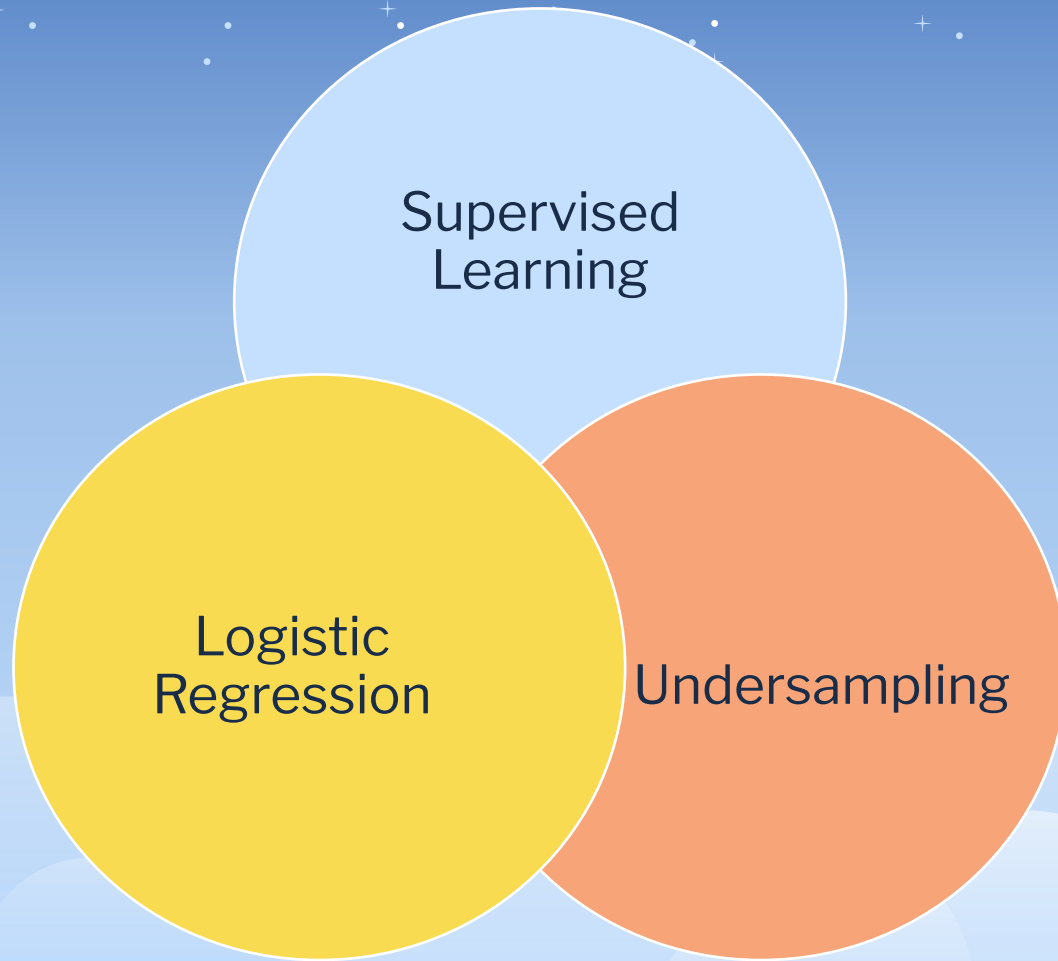 Supervised
Learning
Logistic
Regression
Undersampling